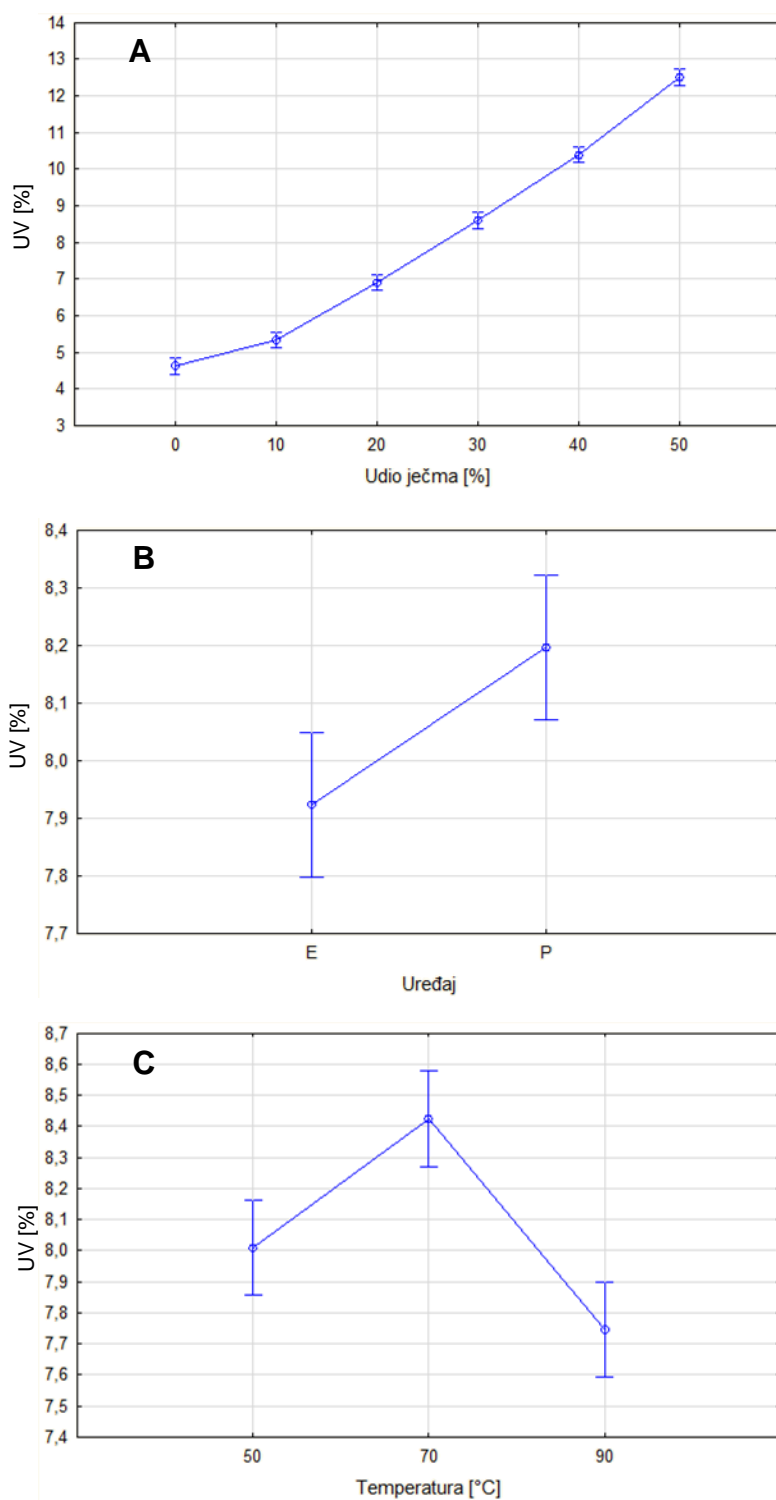 A
14
13
12
11
10
9
8
7
6
5
4
3
UV [%]
0 10 20 30 40 50
Udio ječma [%]
B
8,4
8,3
8,2
8,1
8,0
7,9
7,8
7,7
UV [%]
E P
Uređaj
C
8,7
8,6
8,5
8,4
8,3
8,2
8,1
8,0
7,9
7,8
7,7
7,6
7,5
7,4
UV [%]
50 70 90
Temperatura [°C]